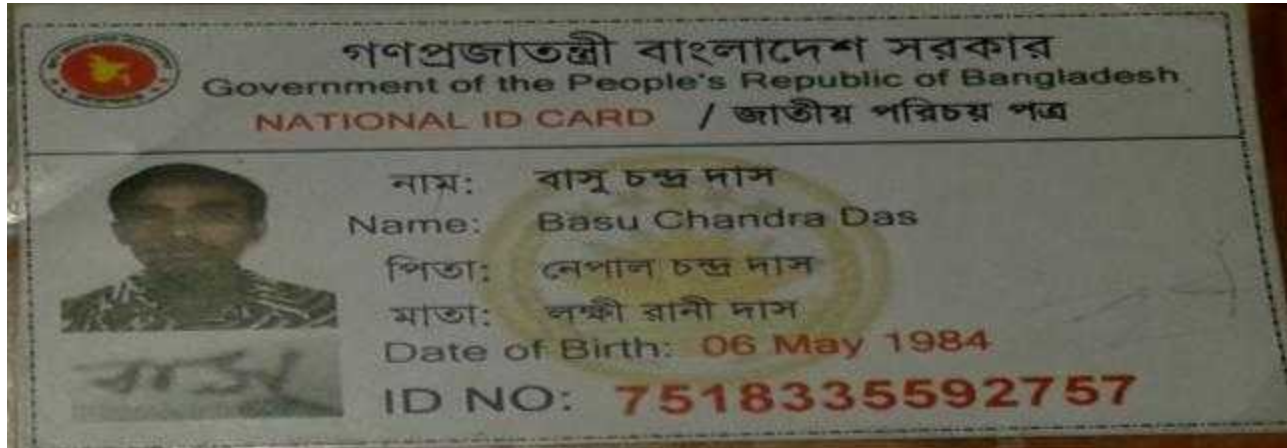 গণপ্রজাতন্ত্রী বাংলাদেশ সরকার
Government of the People's Republic of Bangladesh
NATIONAL ID CARD / জাতীয় পরিচয় পত্র
নাম: বাসু চন্দ্র দাস
Name: Basu Chandra Das
পিতা: নেপাল চন্দ্র দাস
মাতা: লক্ষী রানী দাস
Date of Birth: 06 May 1984
বাসু
ID NO: 7518335592757